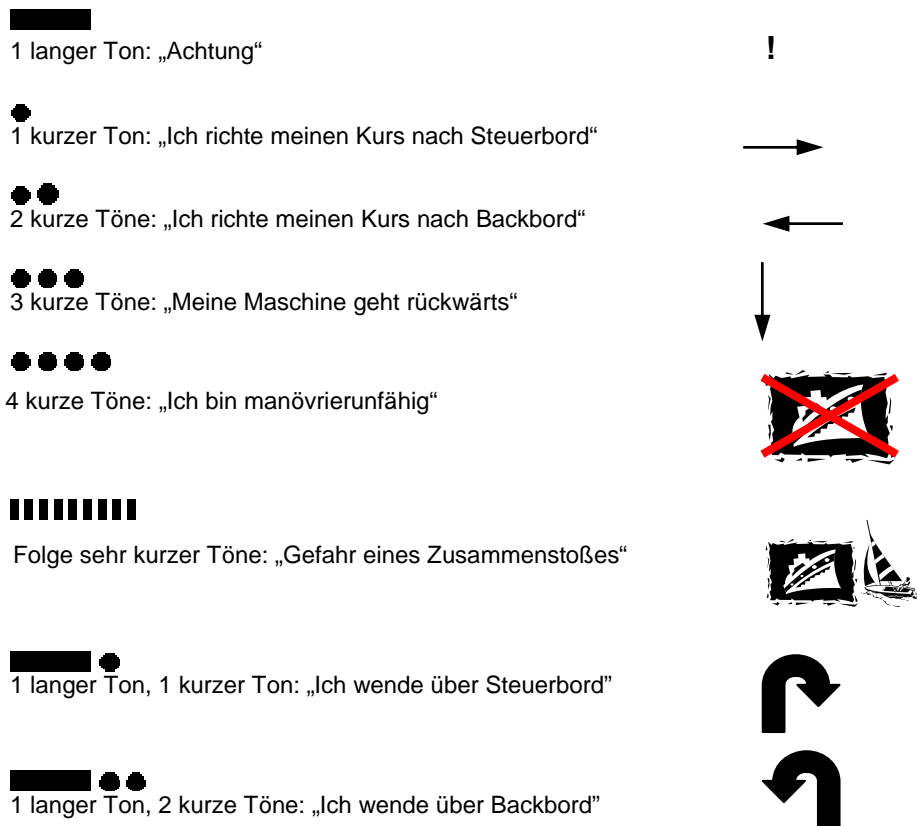 1 langer Ton: „Achtung“
!
1 kurzer Ton: „Ich richte meinen Kurs nach Steuerbord“
2 kurze Töne: „Ich richte meinen Kurs nach Backbord“
3 kurze Töne: „Meine Maschine geht rückwärts“
4 kurze Töne: „Ich bin manövrierunfähig“
Folge sehr kurzer Töne: „Gefahr eines Zusammenstoßes“
1 langer Ton, 1 kurzer Ton: „Ich wende über Steuerbord”
1 langer Ton, 2 kurze Töne: „Ich wende über Backbord”